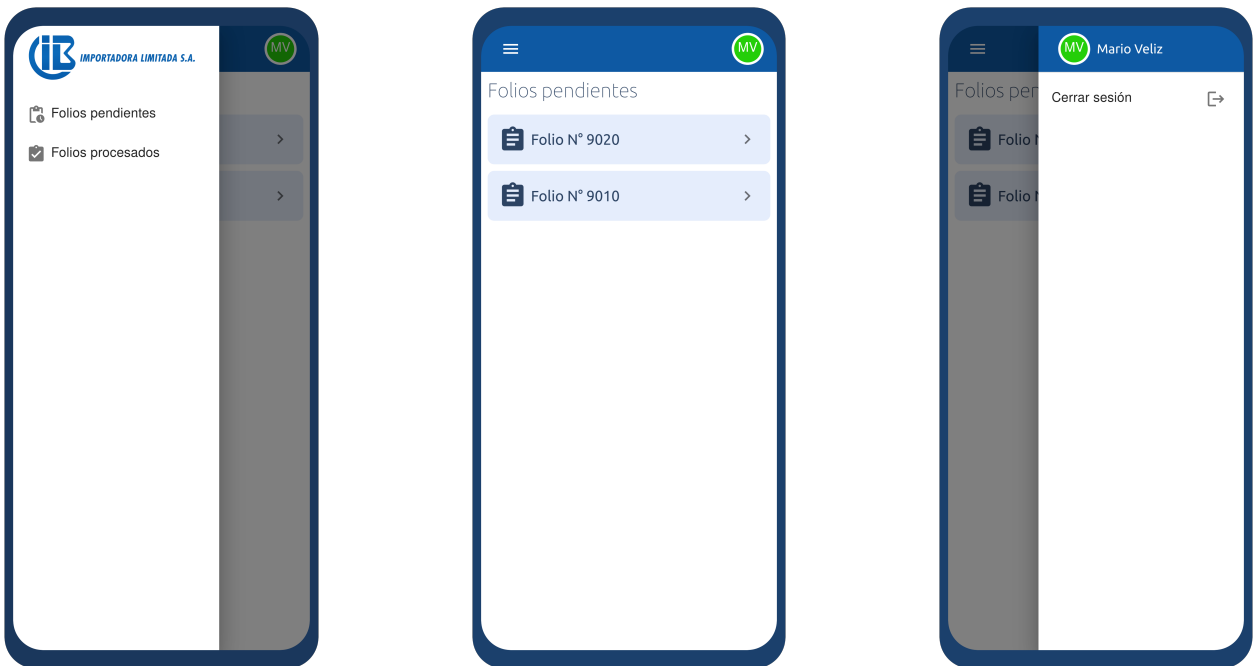 IMPORTADORA LIMITADA S.A.
MV
Folios pendientes
Folios procesados
MV
Folios pendientes
Folio N° 9020
Folio N° 9010
MV Mario Veliz
Folios pen
Cerrar sesión
Folio N
Folio N